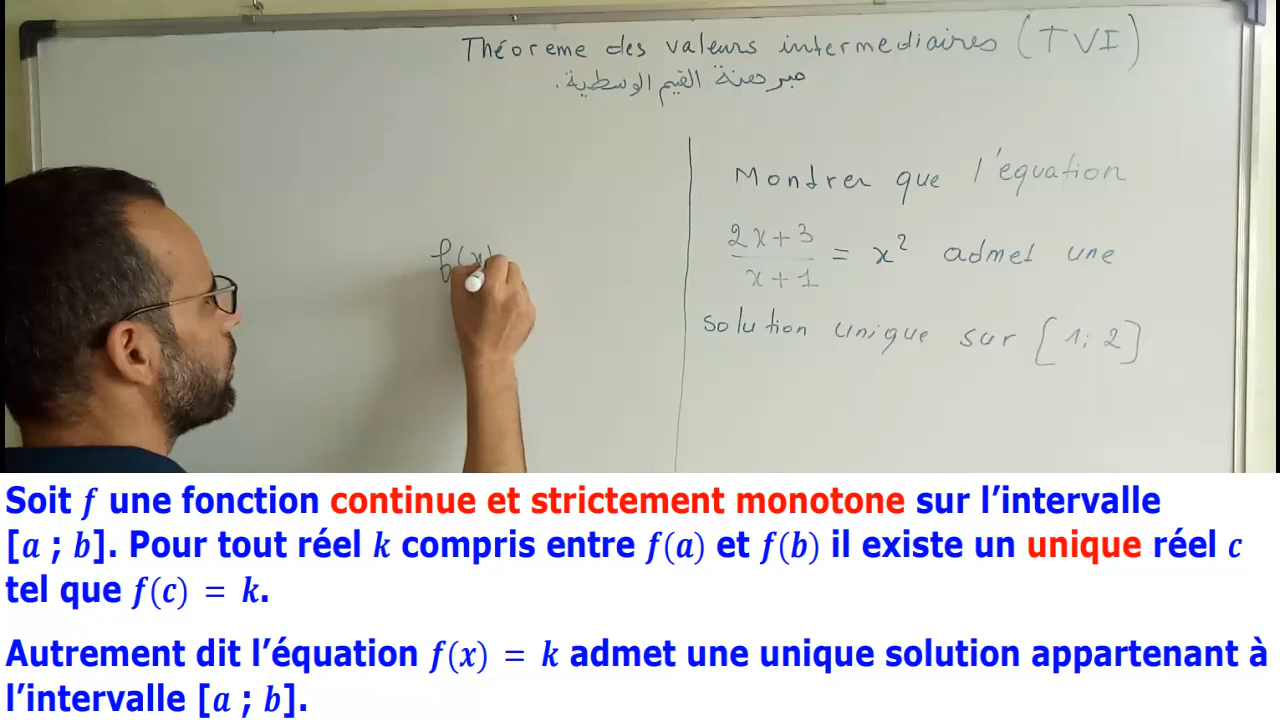 Théoreme des valeurs intermediaires (TVI)
مبرهنة القيم الوسطية.
Montrer que l'équation
2x+3
x+1
= x² admet une
solution unique sur [1; 2]
f(x)
Soit f une fonction continue et strictement monotone sur l’intervalle
[a ; b]. Pour tout réel k compris entre f(a) et f(b) il existe un unique réel c
tel que f(c) = k.
Autrement dit l’équation f(x) = k admet une unique solution appartenant à
l’intervalle [a ; b].